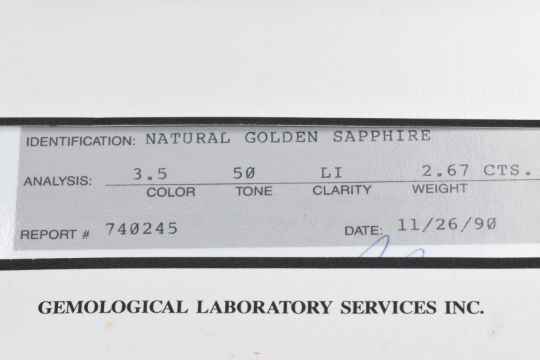 IDENTIFICATION: NATURAL GOLDEN SAPPHIRE
ANALYSIS: 3.5 50 LI 2.67 CTS.
COLOR TONE CLARITY WEIGHT
REPORT # 740245 DATE: 11/26/90
GEMOLOGICAL LABORATORY SERVICES INC.